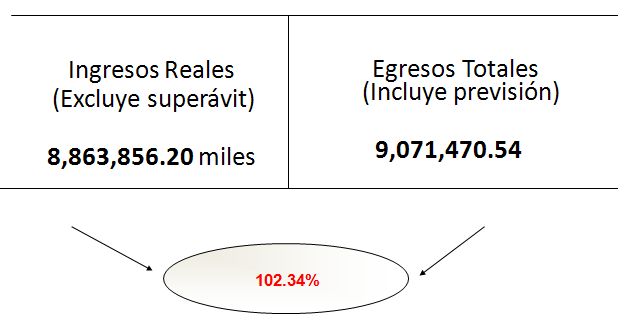 Ingresos Reales
(Excluye superávit)
8,863,856.20 miles
Egresos Totales
(Incluye previsión)
9,071,470.54
102.34%